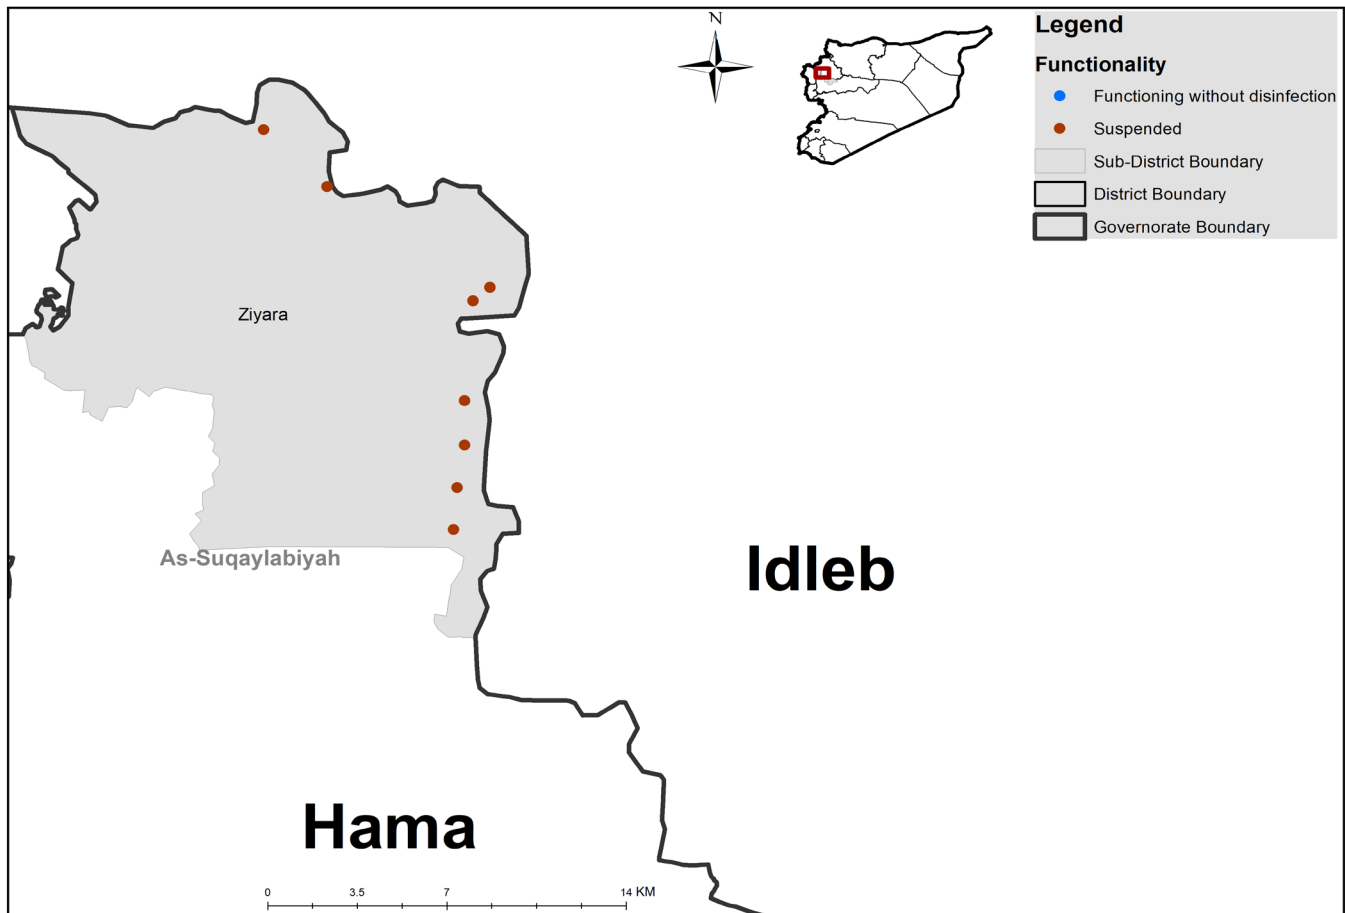 N
Legend
Functionality
Functioning without disinfection
Suspended
Sub-District Boundary
District Boundary
Governorate Boundary
Ziyara
As-Suqaylabiyah
Idleb
Hama
0 3.5 7 14 KM